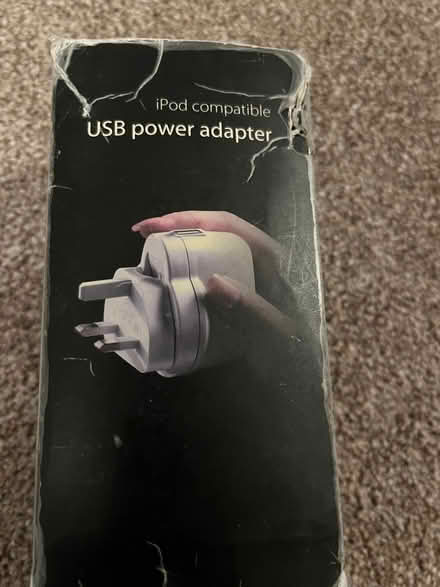 iPod compatible
USB power adapter